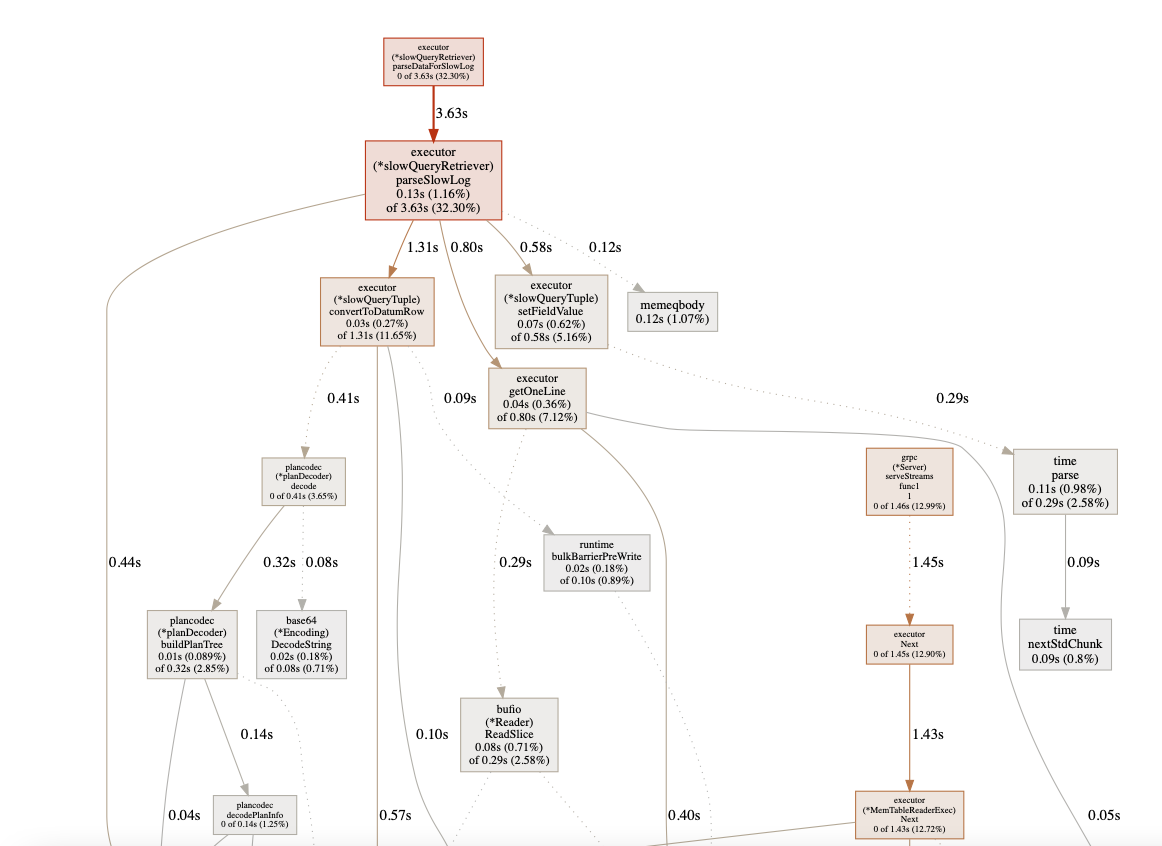 executor
(*slowQueryRetriever)
parseDataForSlowLog
0 of 3.63s (32.30%)
3.63s
executor
(*slowQueryRetriever)
parseSlowLog
0.13s (1.16%)
of 3.63s (32.30%)
1.31s
0.80s
0.58s
0.12s
executor
(*slowQueryTuple)
convertToDatumRow
0.03s (0.27%)
of 1.31s (11.65%)
executor
(*slowQueryTuple)
setFieldValue
0.07s (0.62%)
of 0.58s (5.16%)
memeqbody
0.12s (1.07%)
executor
getOneLine
0.04s (0.36%)
of 0.80s (7.12%)
0.41s
0.09s
0.29s
plancodec
(*planDecoder)
decode
0 of 0.41s (3.65%)
grpc
(*Server)
serveStreams
func1
1
0 of 1.46s (12.99%)
time
parse
0.11s (0.98%)
of 0.29s (2.58%)
0.44s
0.32s
0.08s
0.29s
runtime
bulkBarrierPreWrite
0.02s (0.18%)
of 0.10s (0.89%)
1.45s
0.09s
plancodec
(*planDecoder)
buildPlanTree
0.01s (0.089%)
of 0.32s (2.85%)
base64
(*Encoding)
DecodeString
0.02s (0.18%)
of 0.08s (0.71%)
executor
Next
0 of 1.45s (12.90%)
time
nextStdChunk
0.09s (0.8%)
0.14s
0.10s
bufio
(*Reader)
ReadSlice
0.08s (0.71%)
of 0.29s (2.58%)
1.43s
plancodec
decodePlanInfo
0 of 0.14s (1.25%)
executor
(*MemTableReaderExec)
Next
0 of 1.43s (12.72%)
0.04s
0.57s
0.40s
0.05s